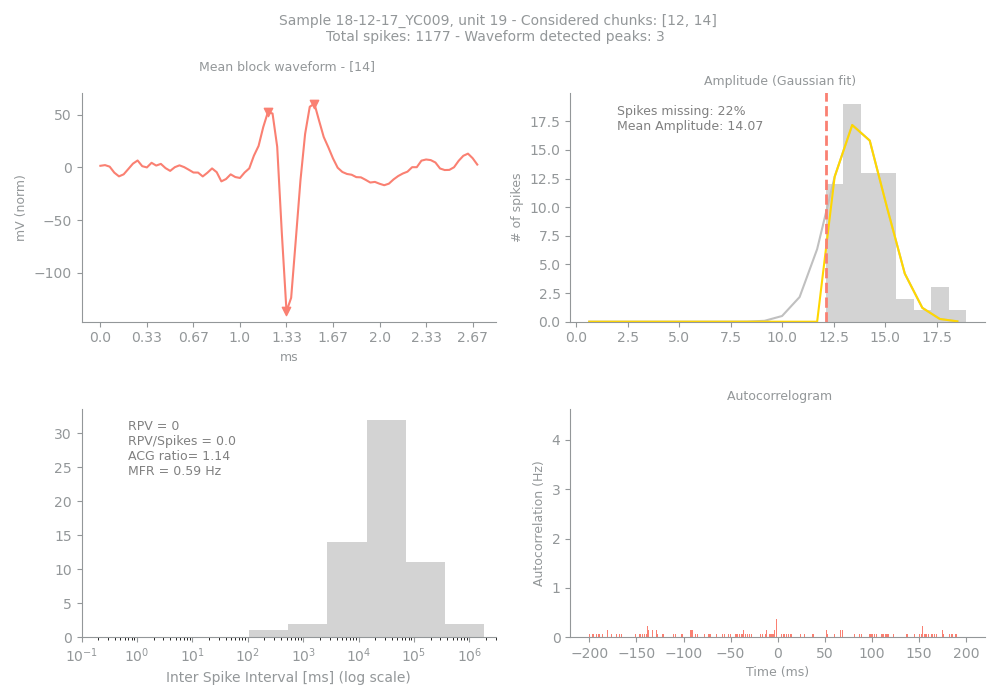 Sample 18-12-17_YC009, unit 19 - Considered chunks: [12, 14]
Total spikes: 1177 - Waveform detected peaks: 3
Mean block waveform - [14]
mV (norm)
50
0
−50
−100
0.0 0.33 0.67 1.0 1.33 1.67 2.0 2.33 2.67
ms
Amplitude (Gaussian fit)
Spikes missing: 22%
Mean Amplitude: 14.07
# of spikes
17.5
15.0
12.5
10.0
7.5
5.0
2.5
0.0
0.0 2.5 5.0 7.5 10.0 12.5 15.0 17.5
RPV = 0
RPV/Spikes = 0.0
ACG ratio= 1.14
MFR = 0.59 Hz
30
25
20
15
10
5
0
10⁻¹ 10⁰ 10¹ 10² 10³ 10⁴ 10⁵ 10⁶
Inter Spike Interval [ms] (log scale)
Autocorrelogram
Autocorrelation (Hz)
4
3
2
1
0
−200 −150 −100 −50 0 50 100 150 200
Time (ms)